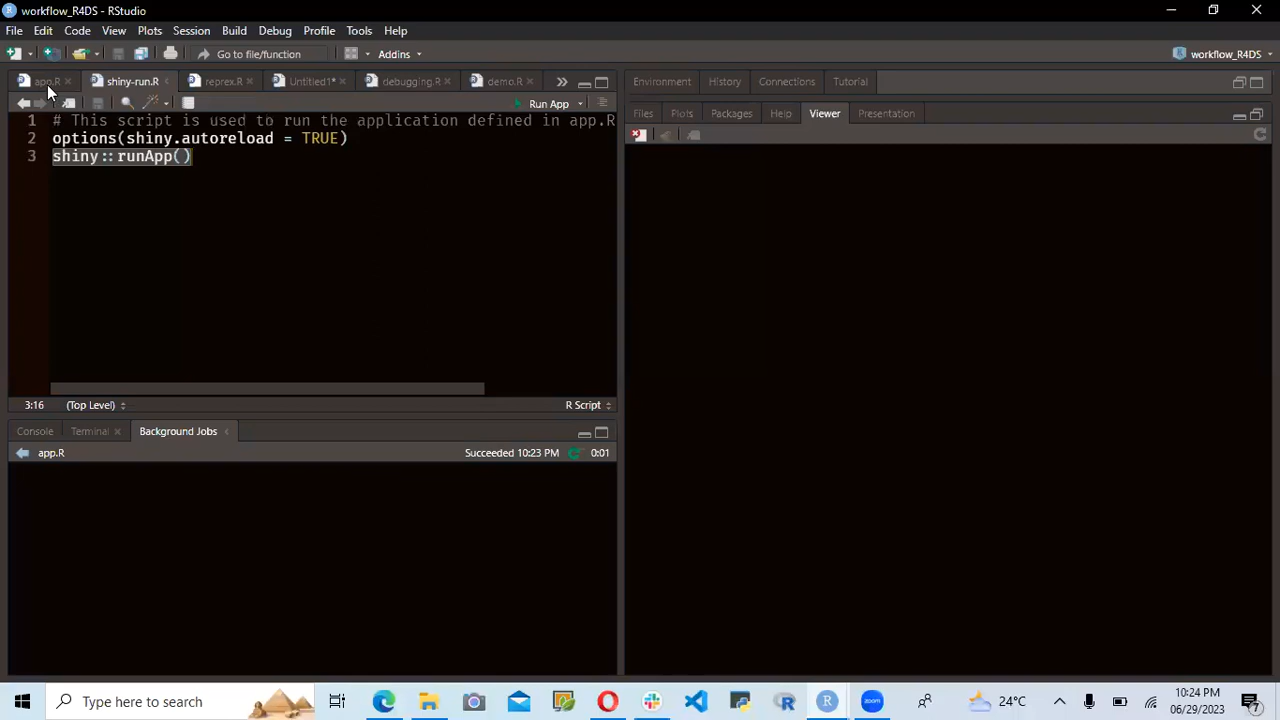 workflow_R4DS - RStudio
File Edit Code View Plots Session Build Debug Profile Tools Help
Go to file/function Addins workflow_R4DS
app.R shiny-run.R reprex.R Untitled1* debugging.R demo.R
Run App
1 # This script is used to run the application defined in app.R
2 options(shiny.autoreload = TRUE)
3 shiny::runApp()
3:16 (Top Level) R Script
Console Terminal Background Jobs
app.R Succeeded 10:23 PM 0:01
Environment History Connections Tutorial
Files Plots Packages Help Viewer Presentation
Type here to search 24°C 10:24 PM
06/29/2023 7